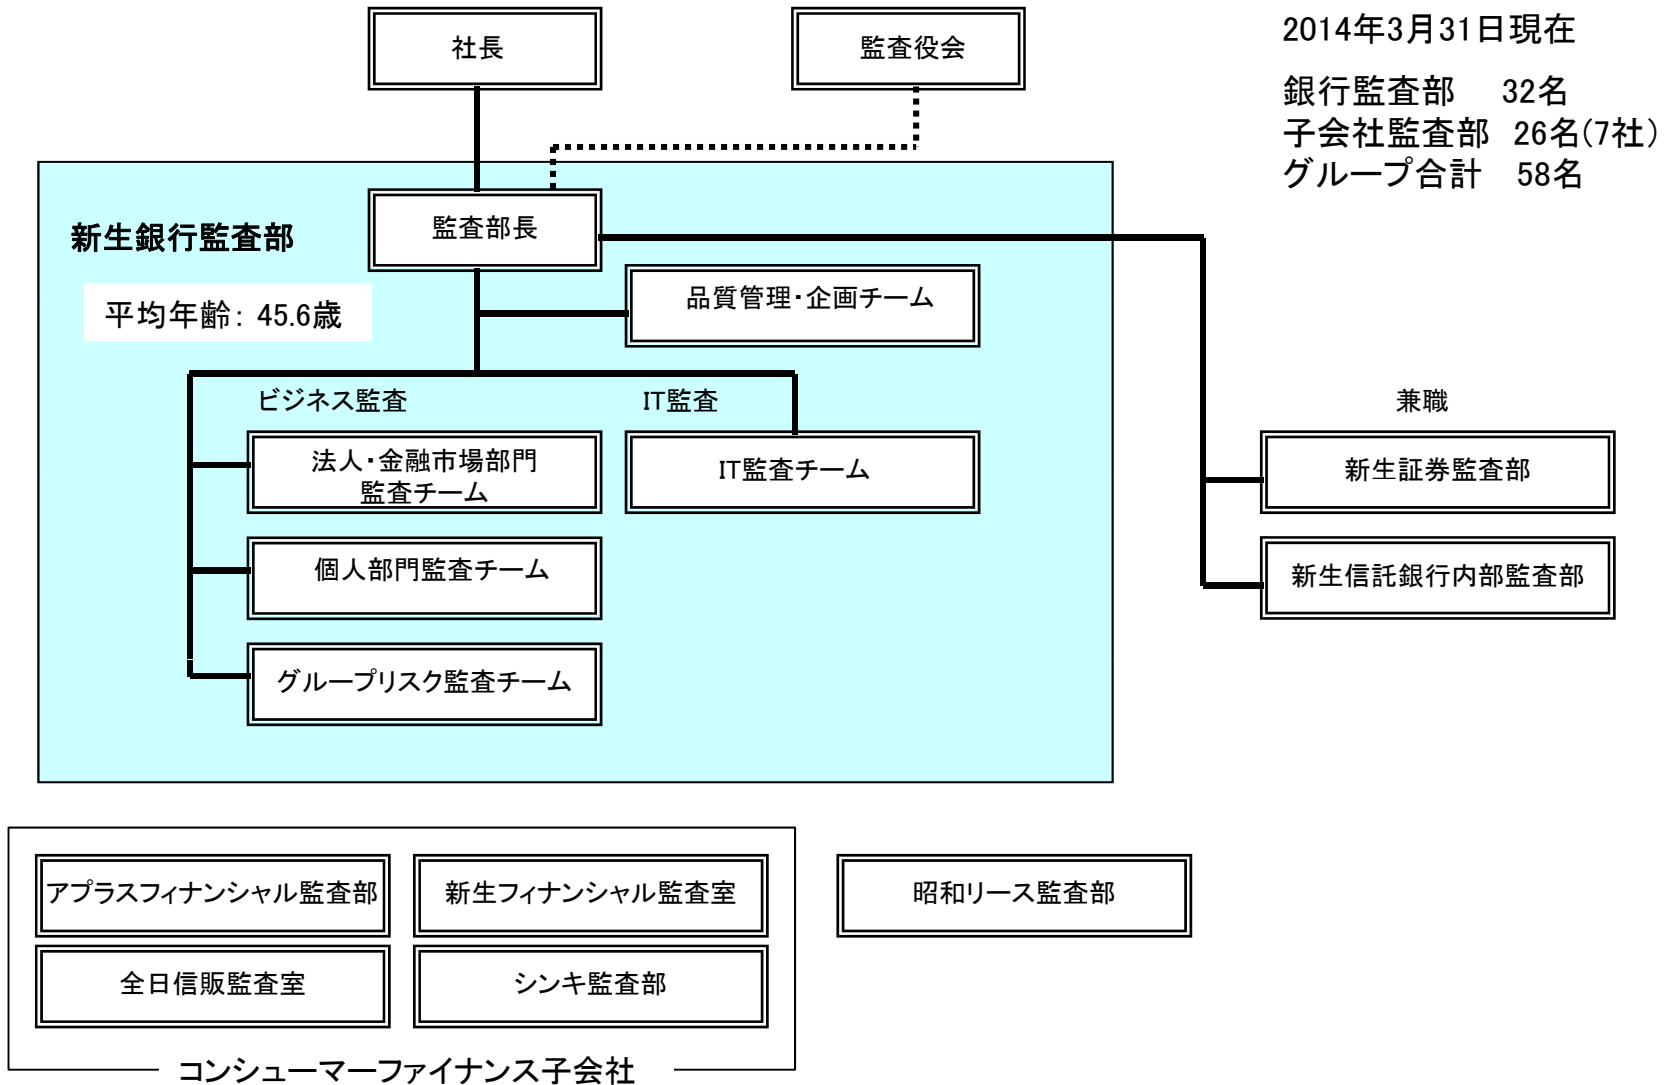 社長
監査役会
2014年3月31日現在
銀行監査部 32名
子会社監査部 26名(7社)
グループ合計 58名
新生銀行監査部
監査部長
平均年齢: 45.6歳
品質管理・企画チーム
ビジネス監査
IT監査
兼職
法人・金融市場部門
監査チーム
IT監査チーム
新生証券監査部
個人部門監査チーム
新生信託銀行内部監査部
グループリスク監査チーム
アプラスフィナンシャル監査部
新生フィナンシャル監査室
昭和リース監査部
全日信販監査室
シンキ監査部
コンシューマーファイナンス子会社